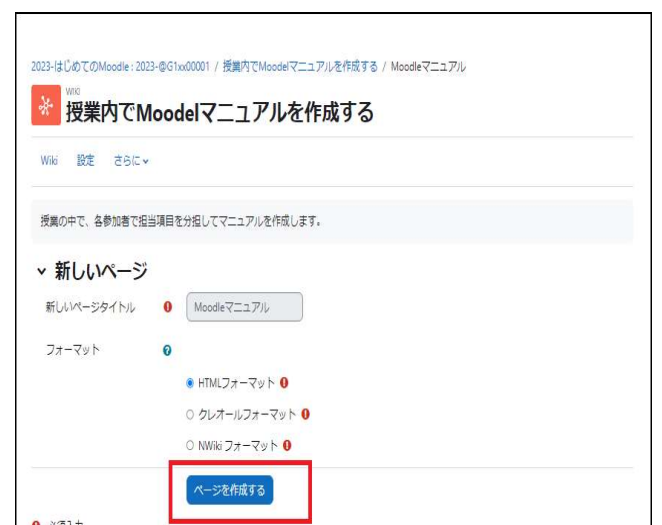 2023-はじめてのMoodle : 2023-@G1xx00001 / 授業内でMoodelマニュアルを作成する / Moodleマニュアル
WIKI
授業内でMoodelマニュアルを作成する
Wiki 設定 さらに
授業の中で、各参加者で担当項目を分担してマニュアルを作成します。
新しいページ
新しいページタイトル Moodleマニュアル
フォーマット
HTMLフォーマット
クレオールフォーマット
NWiki フォーマット
ページを作成する